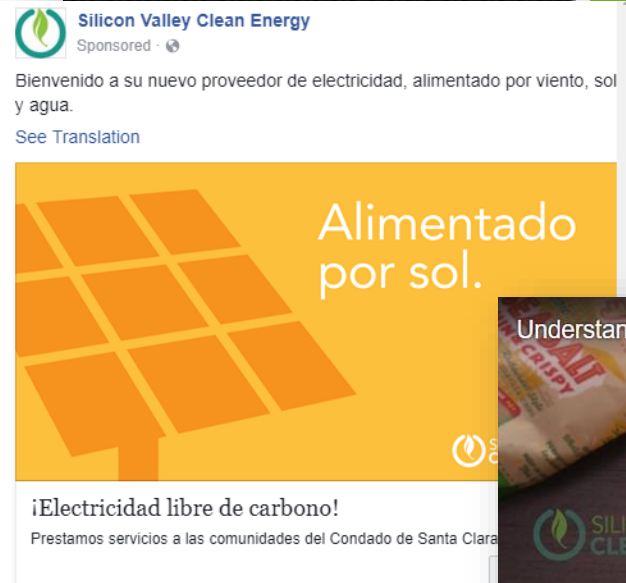 Silicon Valley Clean Energy
Sponsored ·
Bienvenido a su nuevo proveedor de electricidad, alimentado por viento, sol
y agua.
See Translation
Alimentado
por sol.
¡Electricidad libre de carbono!
Prestamos servicios a las comunidades del Condado de Santa Clara
CRISPY